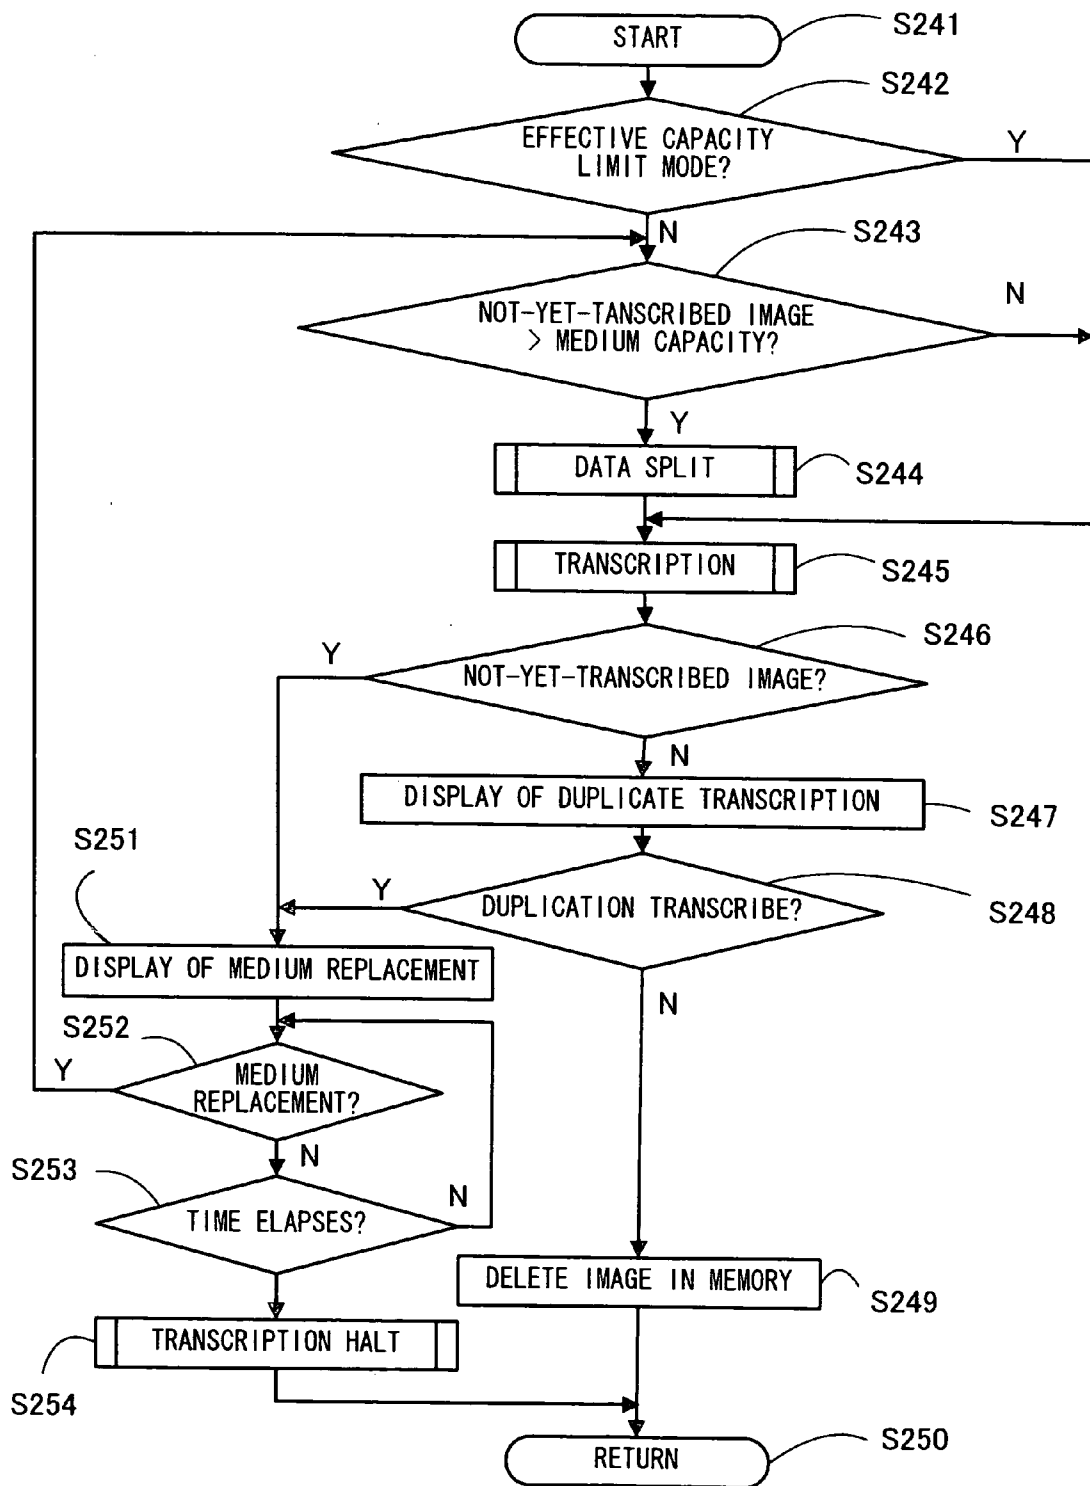 START
S241
S242
EFFECTIVE CAPACITY
LIMIT MODE?
Y
N
S243
NOT-YET-TANSCRIBED IMAGE
> MEDIUM CAPACITY?
N
Y
DATA SPLIT
S244
TRANSCRIPTION
S245
S246
Y
NOT-YET-TRANSCRIBED IMAGE?
N
DISPLAY OF DUPLICATE TRANSCRIPTION
S247
S251
Y
DUPLICATION TRANSCRIBE?
S248
DISPLAY OF MEDIUM REPLACEMENT
N
S252
Y
MEDIUM
REPLACEMENT?
N
S253
N
TIME ELAPSES?
DELETE IMAGE IN MEMORY
S249
TRANSCRIPTION HALT
S254
RETURN
S250